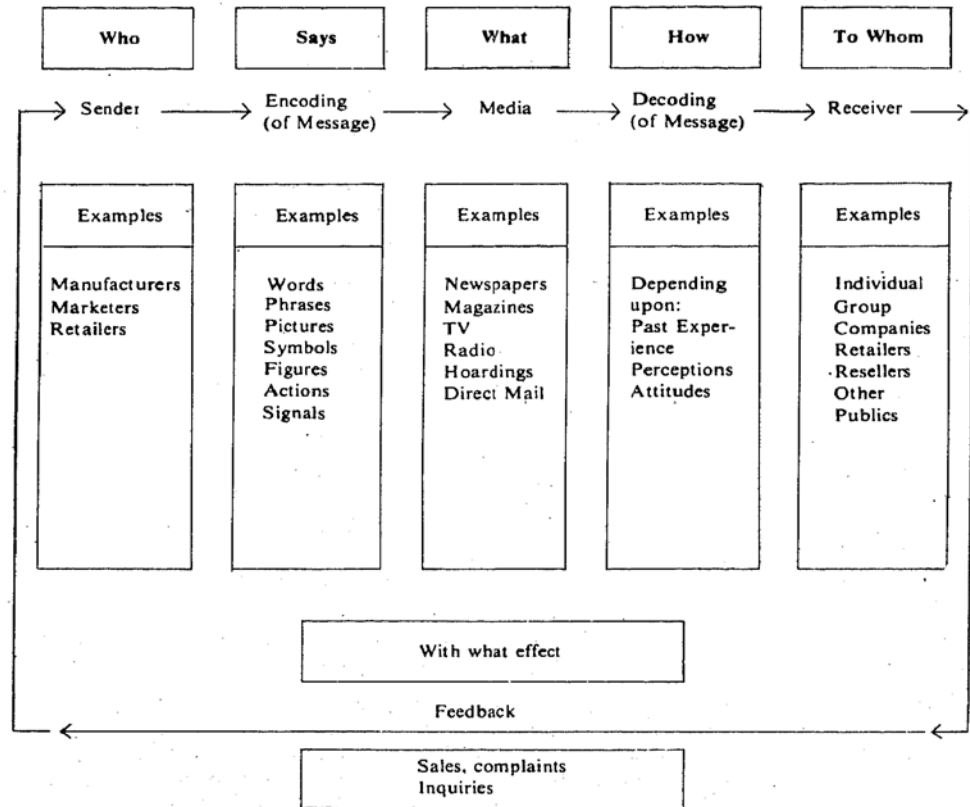 Who
Says
What
How
To Whom
Sender
Encoding
(of Message)
Media
Decoding
(of Message)
Receiver
Examples
Manufacturers
Marketers
Retailers
Examples
Words
Phrases
Pictures
Symbols
Figures
Actions
Signals
Examples
Newspapers
Magazines
TV
Radio
Hoardings
Direct Mail
Examples
Depending
upon:
Past Exper-
ience
Perceptions
Attitudes
Examples
Individual
Group
Companies
Retailers
Resellers
Other
Publics
With what effect
Feedback
Sales, complaints
Inquiries